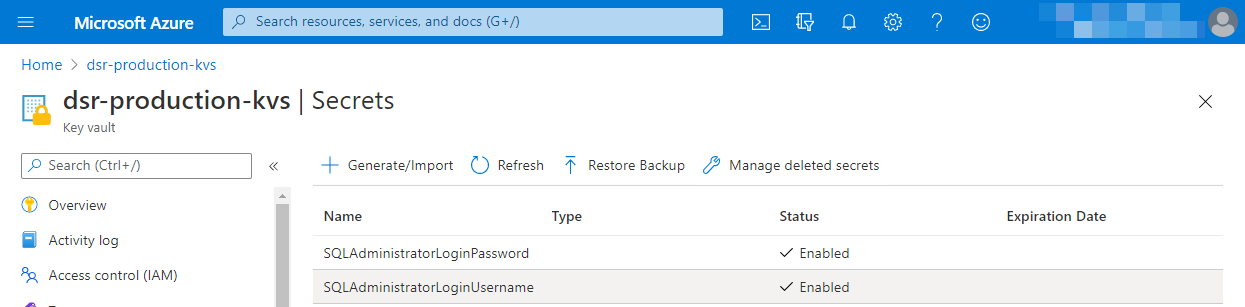 Microsoft Azure
Search resources, services, and docs (G+/)
Home > dsr-production-kvs
dsr-production-kvs | Secrets
Key vault
Search (Ctrl+/)
«
Generate/Import
Refresh
Restore Backup
Manage deleted secrets
Overview
Activity log
Access control (IAM)
Name Type Status Expiration Date
SQLAdministratorLoginPassword ✓ Enabled
SQLAdministratorLoginUsername ✓ Enabled